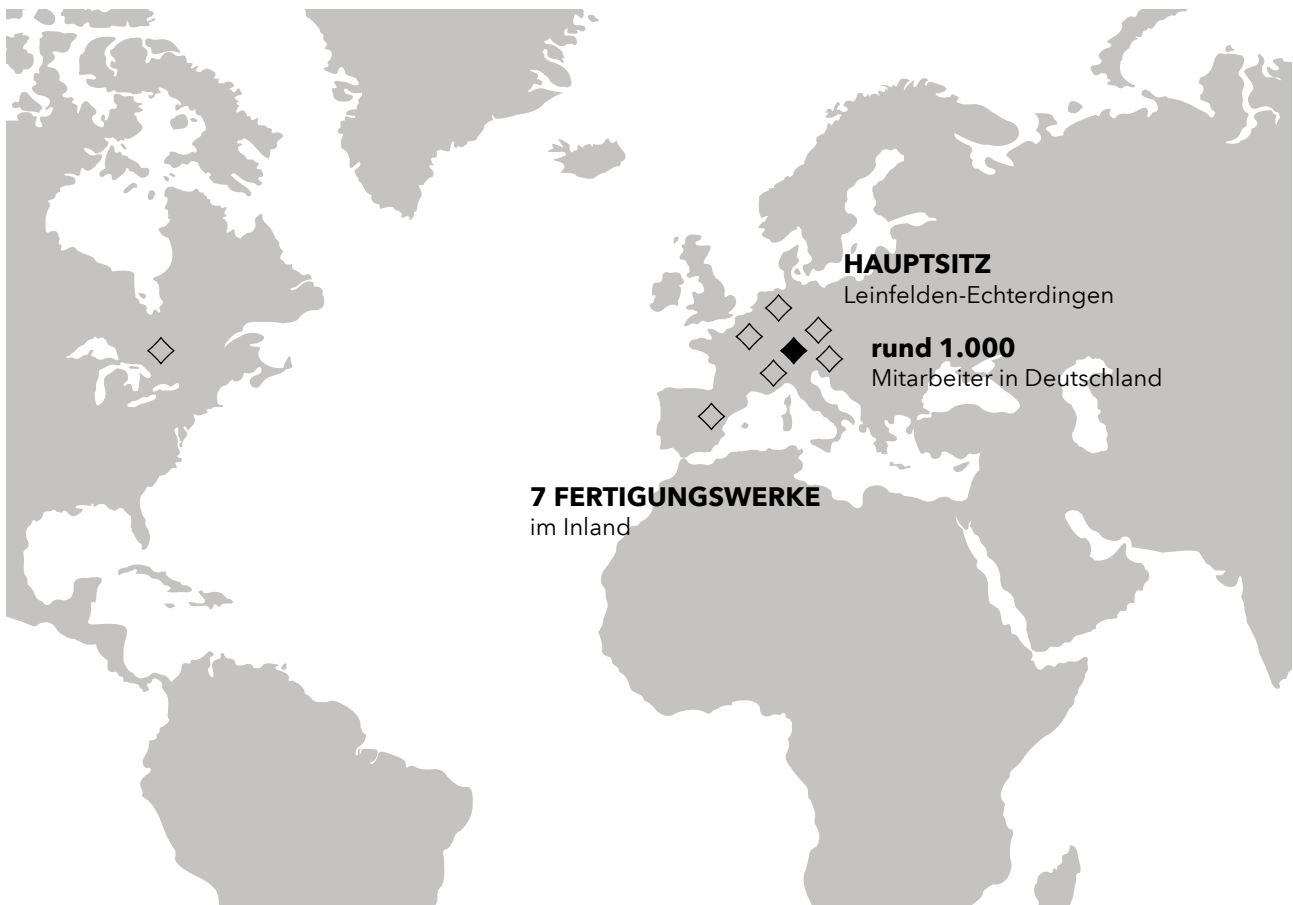 HAUPTSITZ
Leinfelden-Echterdingen
rund 1.000
Mitarbeiter in Deutschland
7 FERTIGUNGSWERKE
im Inland